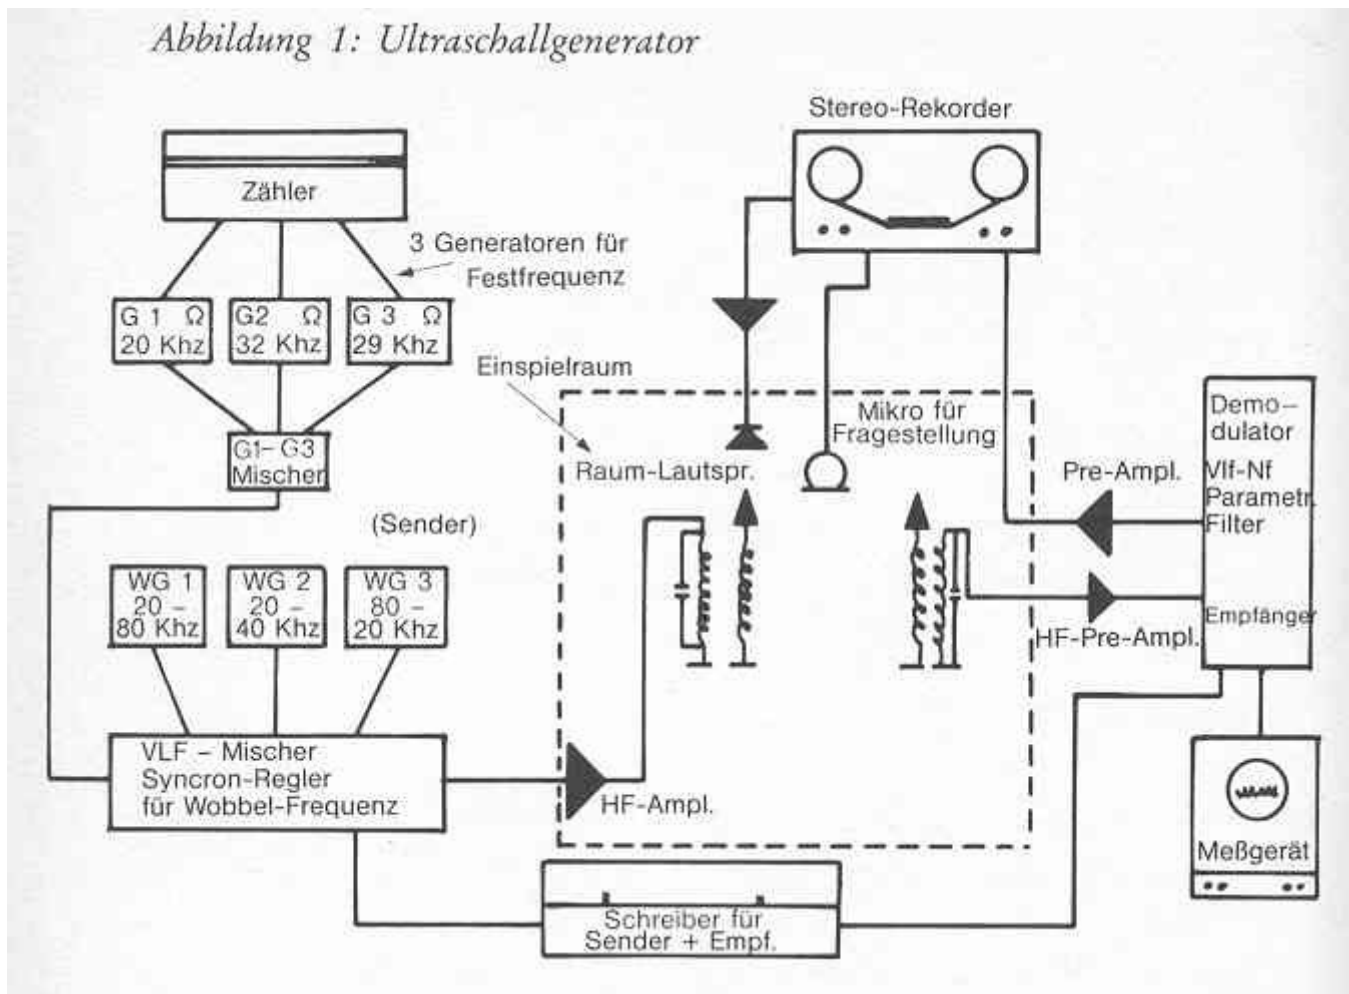 Abbildung 1: Ultraschallgenerator
Stereo-Rekorder
Zähler
3 Generatoren für
Festfrequenz
G 1 Ω
20 Khz
G2 Ω
32 Khz
G 3 Ω
29 Khz
G1– G3
Mischer
Einspielraum
Mikro für
Fragestellung
Raum-Lautspr.
Demo–
dulator
Vlf-Nf
Parametr.
Filter
Empfänger
Pre-Ampl.
HF-Pre-Ampl.
(Sender)
WG 1
20 –
80 Khz
WG 2
20 –
40 Khz
WG 3
80 –
20 Khz
VLF – Mischer
Syncron-Regler
für Wobbel-Frequenz
HF-Ampl.
Meßgerät
Schreiber für
Sender + Empf.